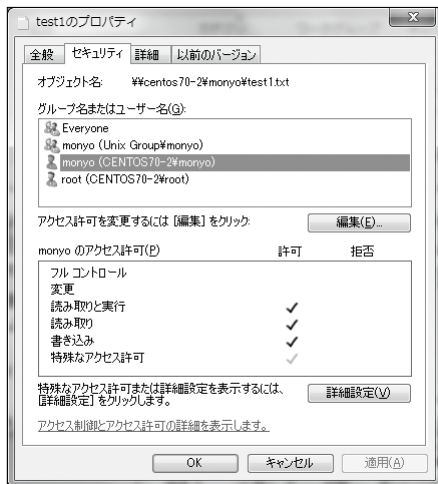 test1のプロパティ
全般 セキュリティ 詳細 以前のバージョン
オブジェクト名: ¥¥centos70-2¥monyo¥test1.txt
グループ名またはユーザー名(G):
Everyone
monyo (Unix Group¥monyo)
monyo (CENTOS70-2¥monyo)
root (CENTOS70-2¥root)
アクセス許可を変更するには [編集] をクリック: 編集(E)...
monyo のアクセス許可(P) 許可 拒否
フル コントロール
変更
読み取りと実行
読み取り
書き込み
特殊なアクセス許可
特殊なアクセス許可または詳細設定を表示するには、 詳細設定(V)
[詳細設定] をクリックします。
アクセス制御とアクセス許可の詳細を表示します。
OK キャンセル 適用(A)